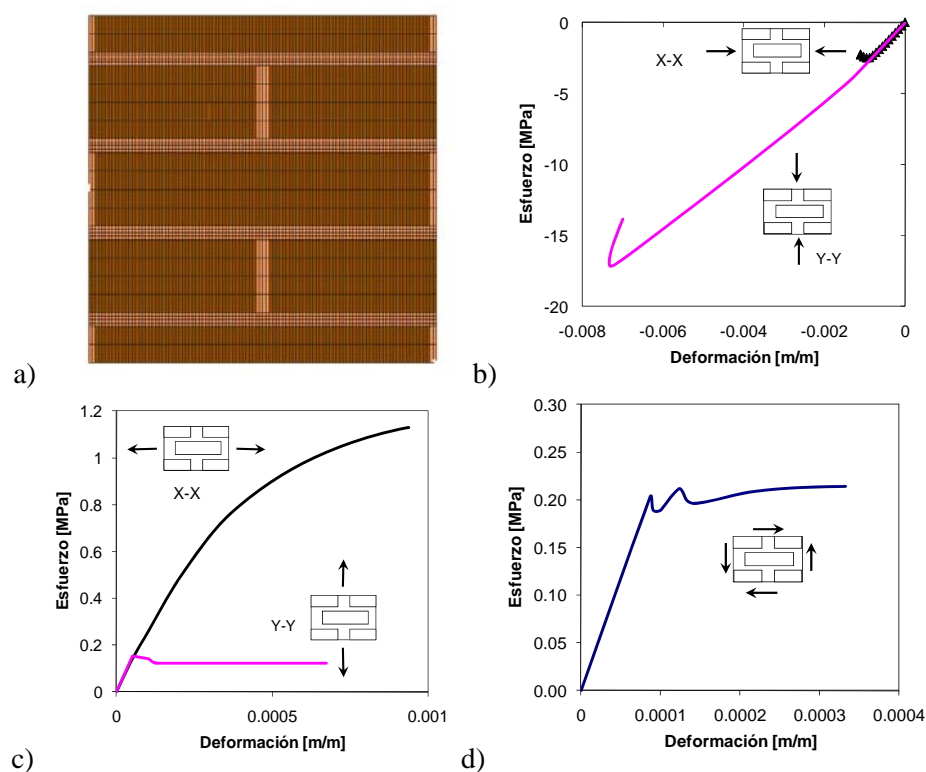 a)
b)
Esfuerzo [MPa]
0
-5
-10
-15
-20
X-X
Y-Y
-0.008
-0.006
-0.004
-0.002
0
Deformación [m/m]
c)
Esfuerzo [MPa]
1.2
1
0.8
0.6
0.4
0.2
0
X-X
Y-Y
0
0.0005
0.001
Deformación [m/m]
d)
Esfuerzo [MPa]
0.30
0.25
0.20
0.15
0.10
0.05
0.00
0
0.0001
0.0002
0.0003
0.0004
Deformación [m/m]